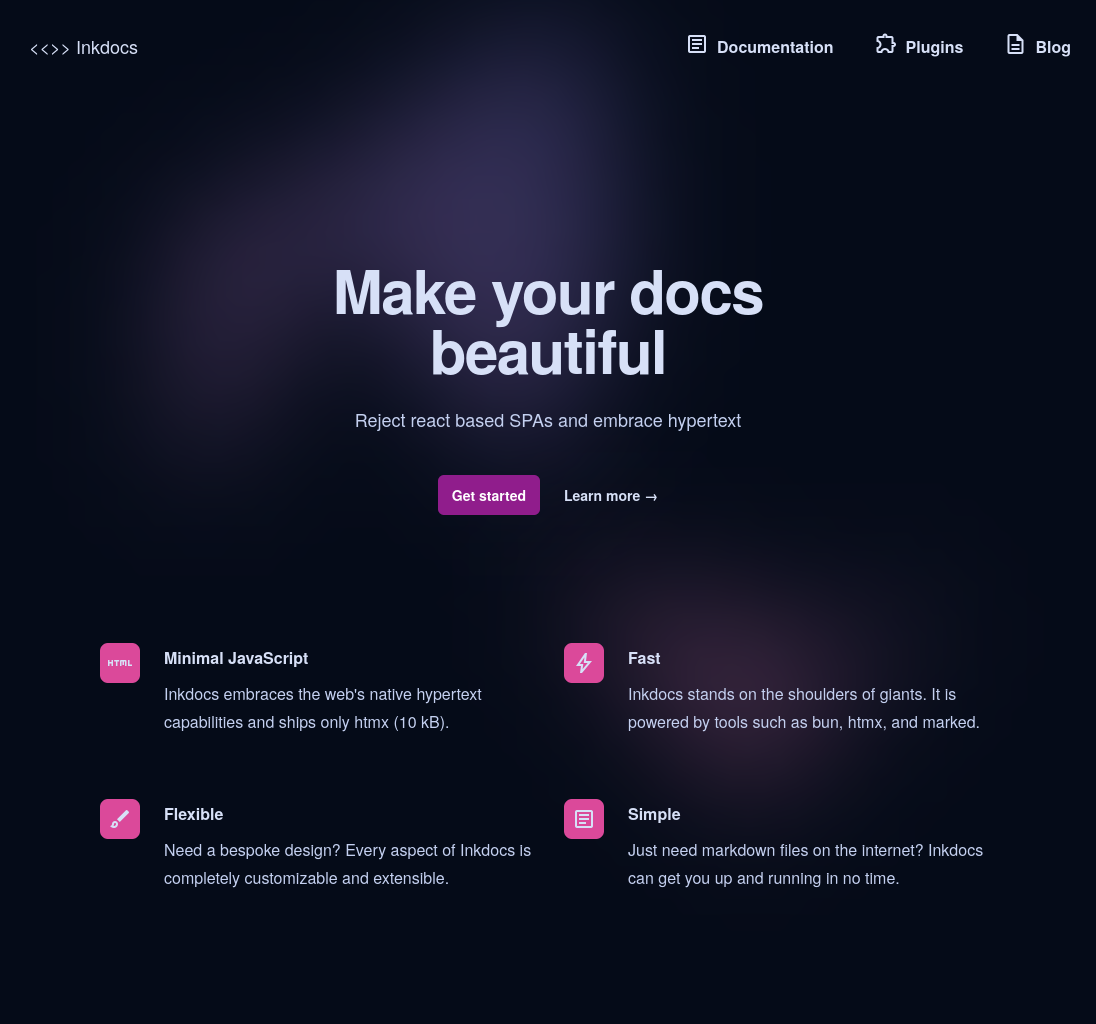 <<>> Inkdocs
Documentation
Plugins
Blog
Make your docs
beautiful
Reject react based SPAs and embrace hypertext
Get started
Learn more →
HTML
Minimal JavaScript
Inkdocs embraces the web's native hypertext
capabilities and ships only htmx (10 kB).
Fast
Inkdocs stands on the shoulders of giants. It is
powered by tools such as bun, htmx, and marked.
Flexible
Need a bespoke design? Every aspect of Inkdocs is
completely customizable and extensible.
Simple
Just need markdown files on the internet? Inkdocs
can get you up and running in no time.